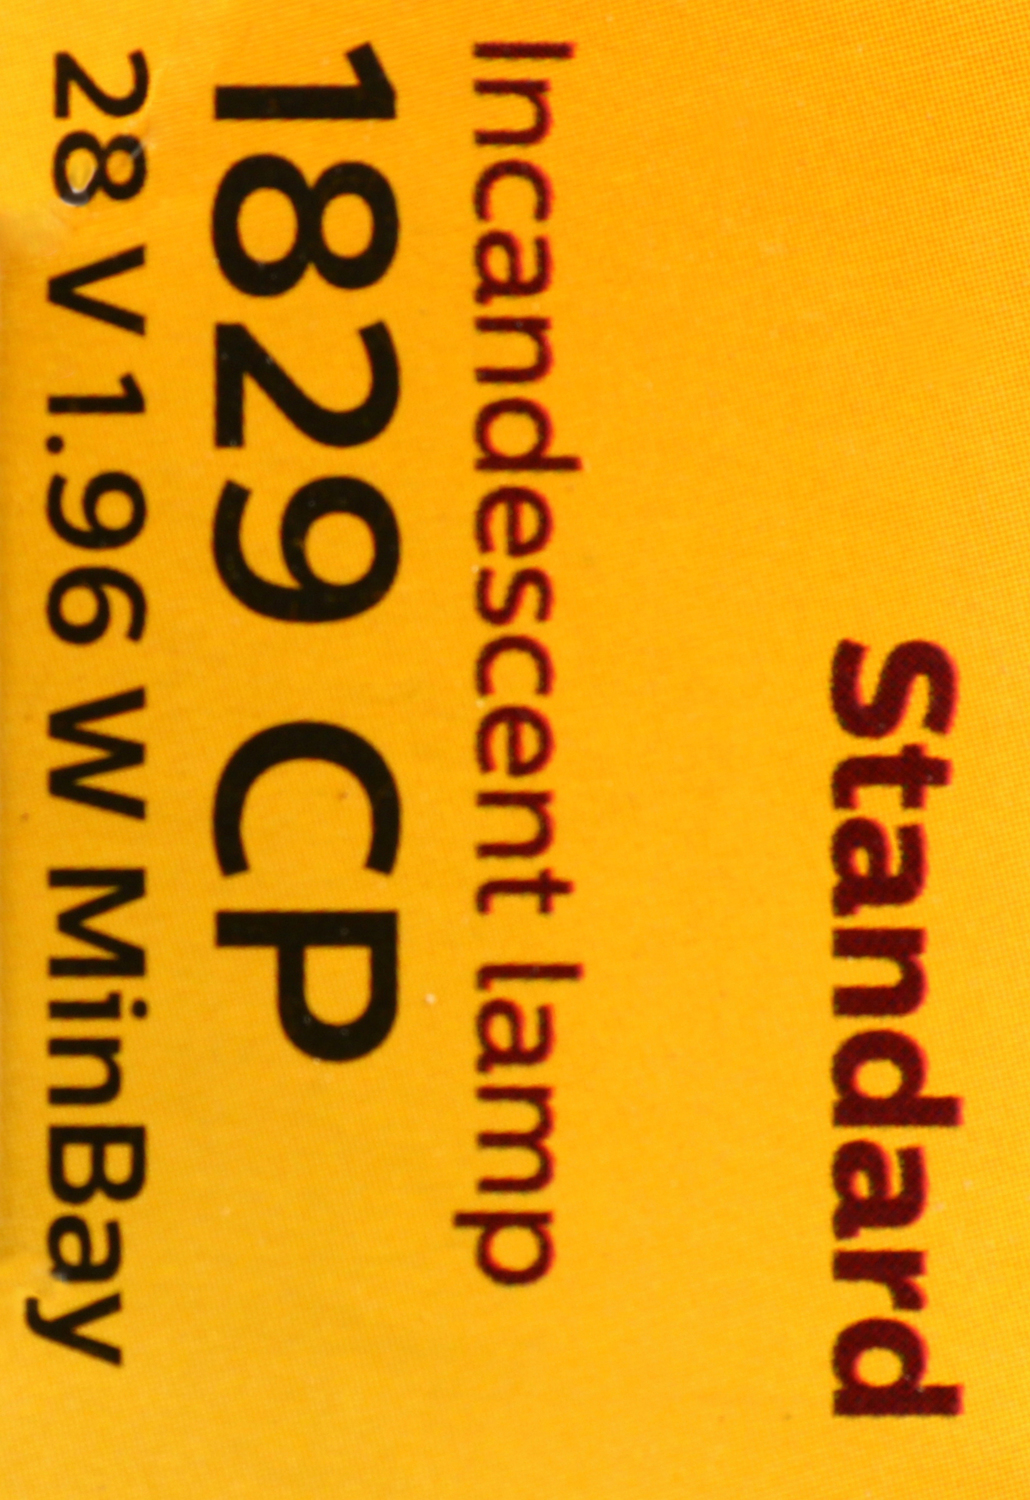 Standard
Incandescent lamp
1829 CP
28 V 1.96 W MinBay